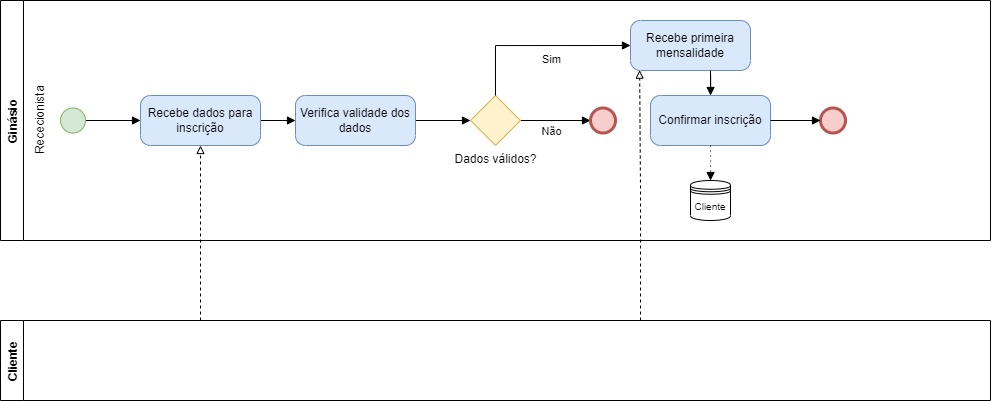 Ginásio
Rececionista
Recebe dados para
inscrição
Verifica validade dos
dados
Dados válidos?
Sim
Não
Recebe primeira
mensalidade
Confirmar inscrição
Cliente
Cliente